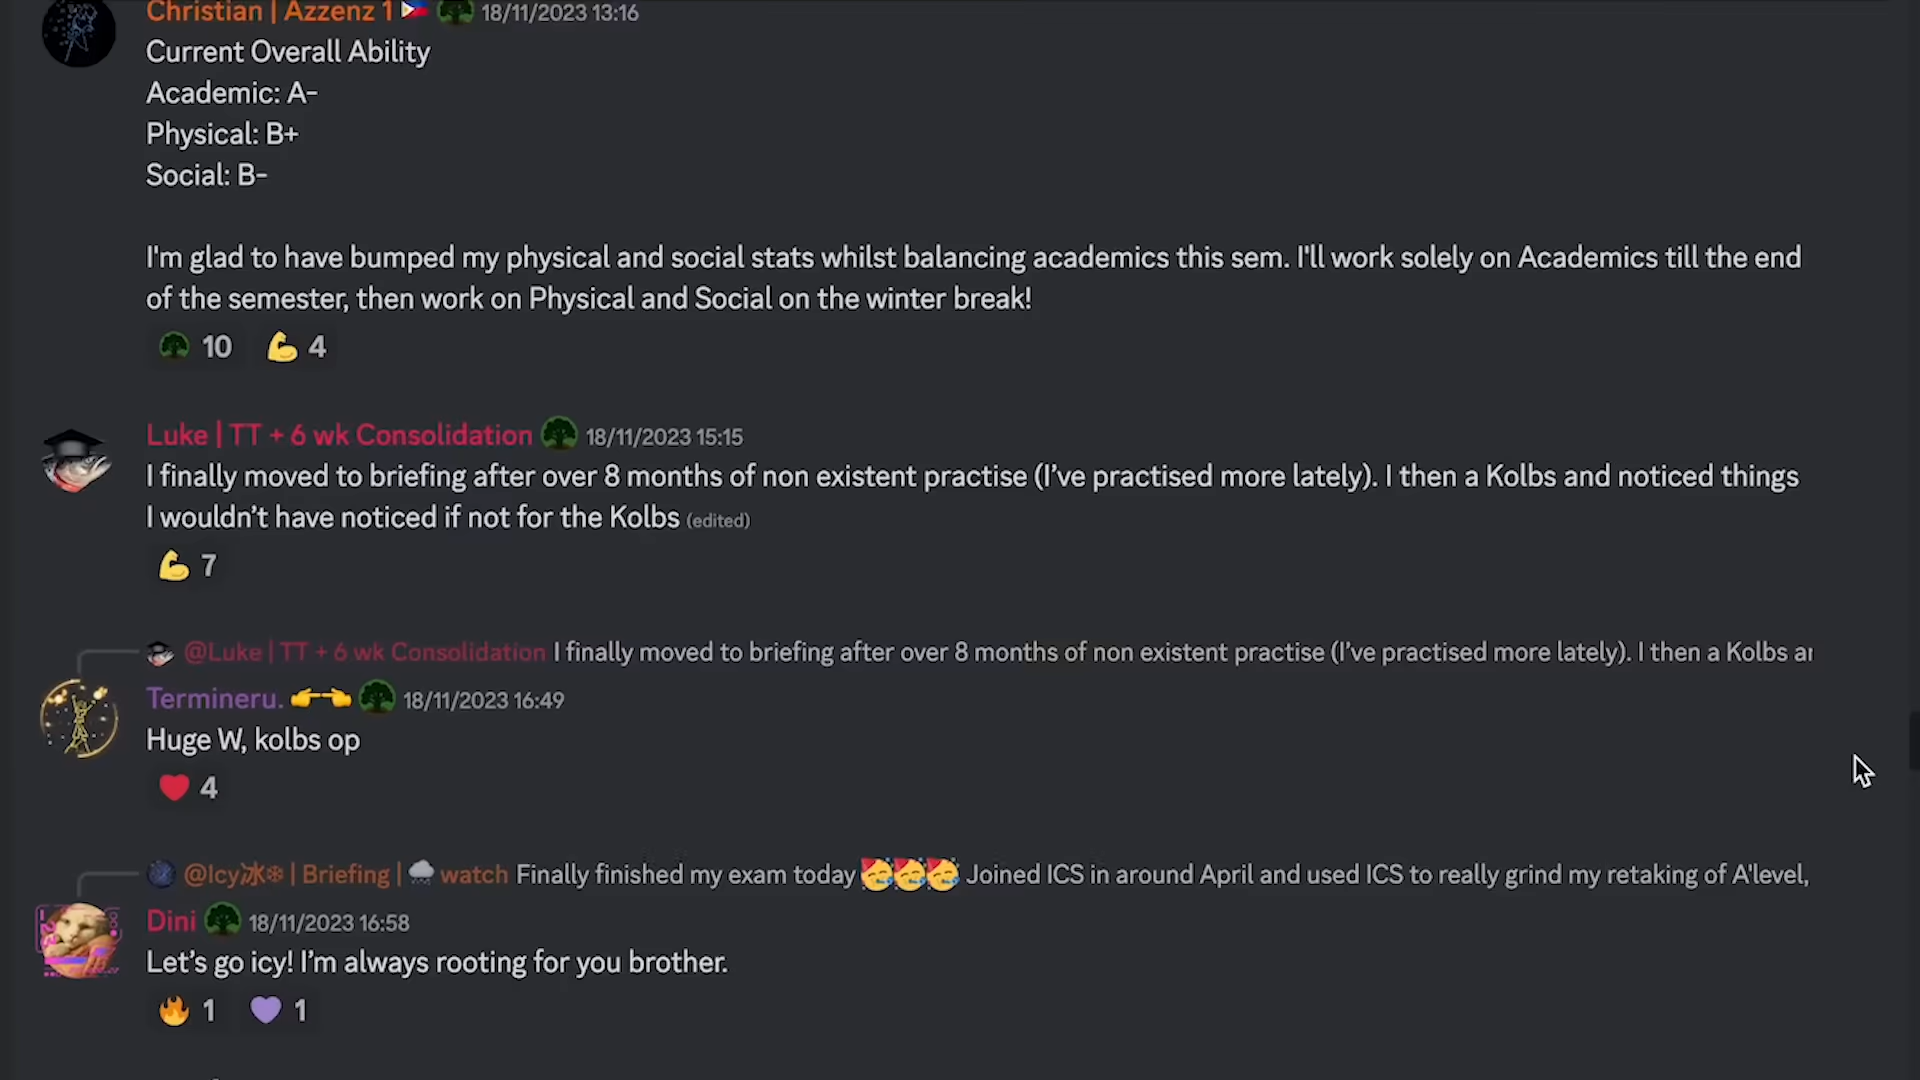 Christian | Azzenz 1 🇵🇭 18/11/2023 13:16
Current Overall Ability
Academic: A-
Physical: B+
Social: B-
I'm glad to have bumped my physical and social stats whilst balancing academics this sem. I'll work solely on Academics till the end
of the semester, then work on Physical and Social on the winter break!
10 💪 4
Luke | TT + 6 wk Consolidation 18/11/2023 15:15
I finally moved to briefing after over 8 months of non existent practise (I've practised more lately). I then a Kolbs and noticed things
I wouldn't have noticed if not for the Kolbs (edited)
💪 7
@Luke | TT + 6 wk Consolidation I finally moved to briefing after over 8 months of non existent practise (I've practised more lately). I then a Kolbs ar
Termineru. 👉👈 18/11/2023 16:49
Huge W, kolbs op
❤️ 4
@Icy冰❄ | Briefing | 🌧️ watch Finally finished my exam today 🥳🥳🥳 Joined ICS in around April and used ICS to really grind my retaking of A'level,
Dini 18/11/2023 16:58
Let's go icy! I'm always rooting for you brother.
🔥 1 💜 1